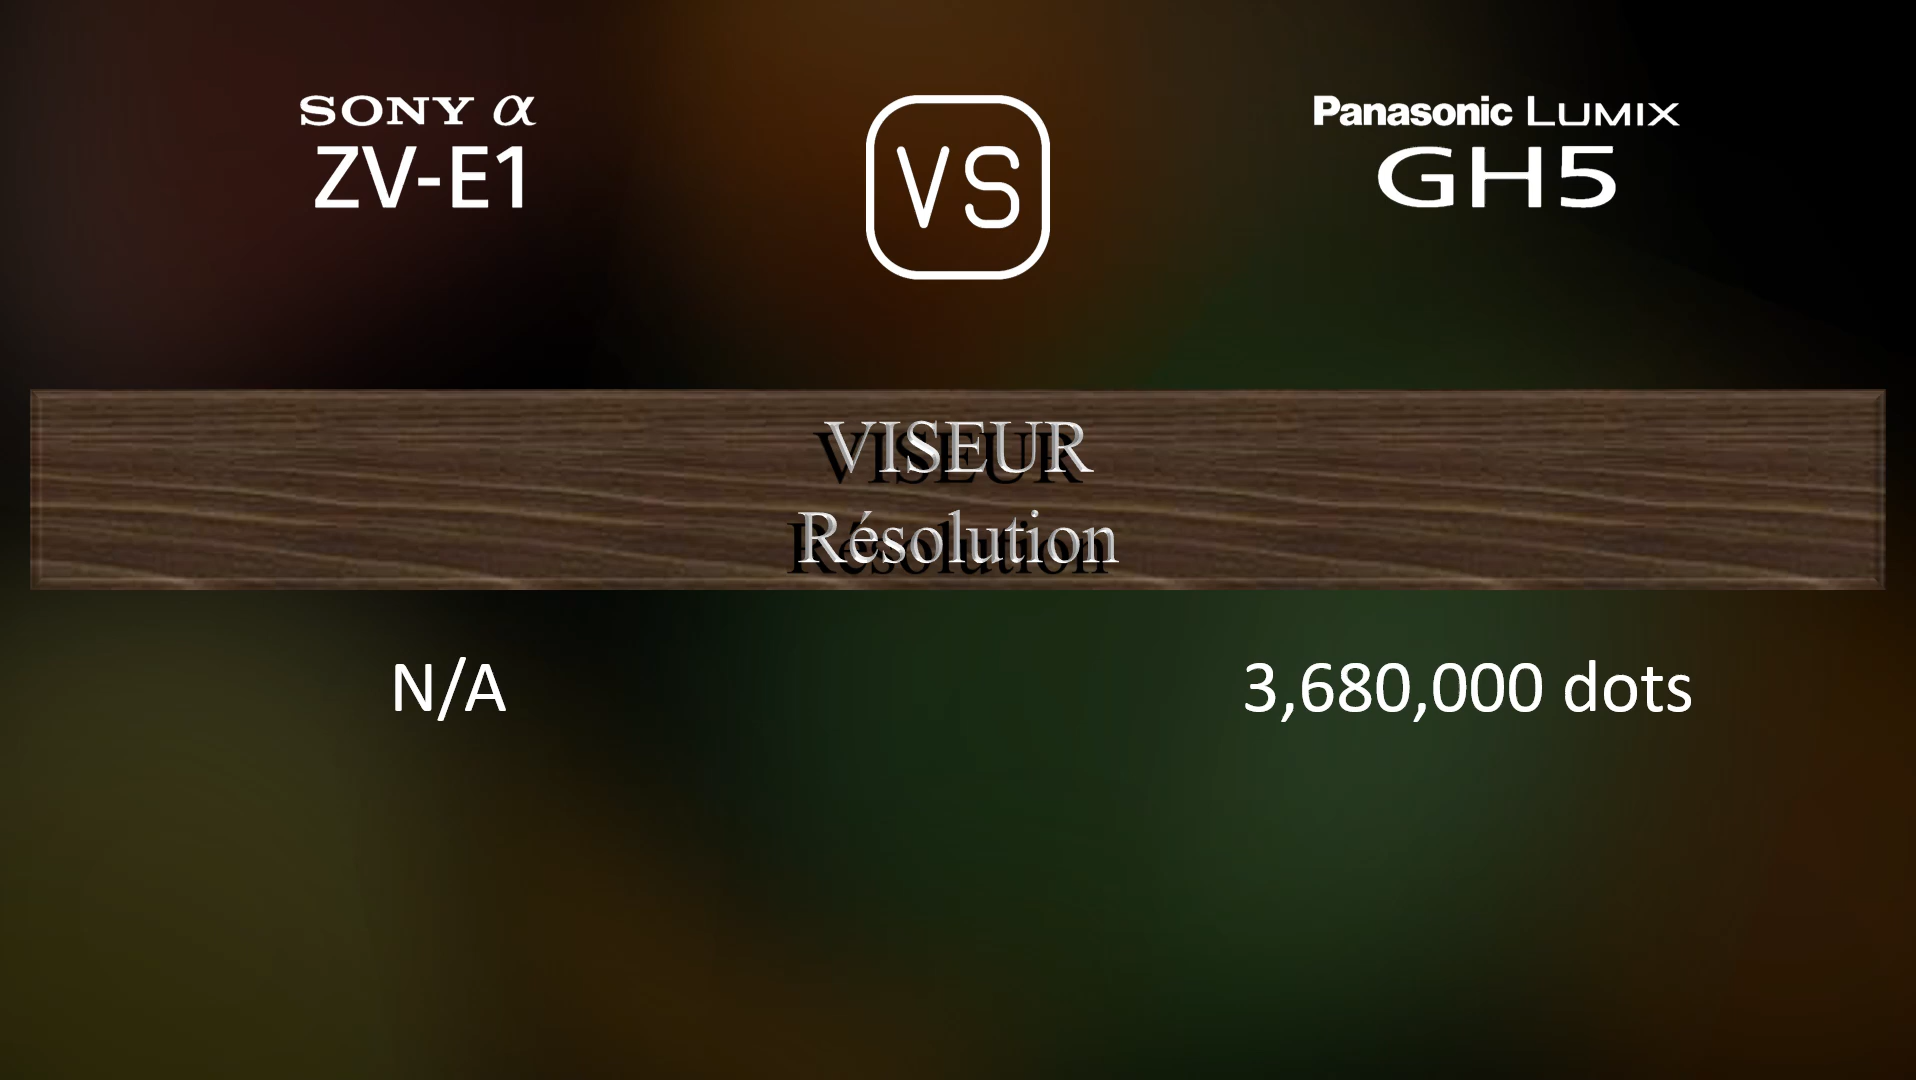 SONY α
ZV-E1
VS
Panasonic LUMIX
GH5
VISEUR
Résolution
N/A
3,680,000 dots